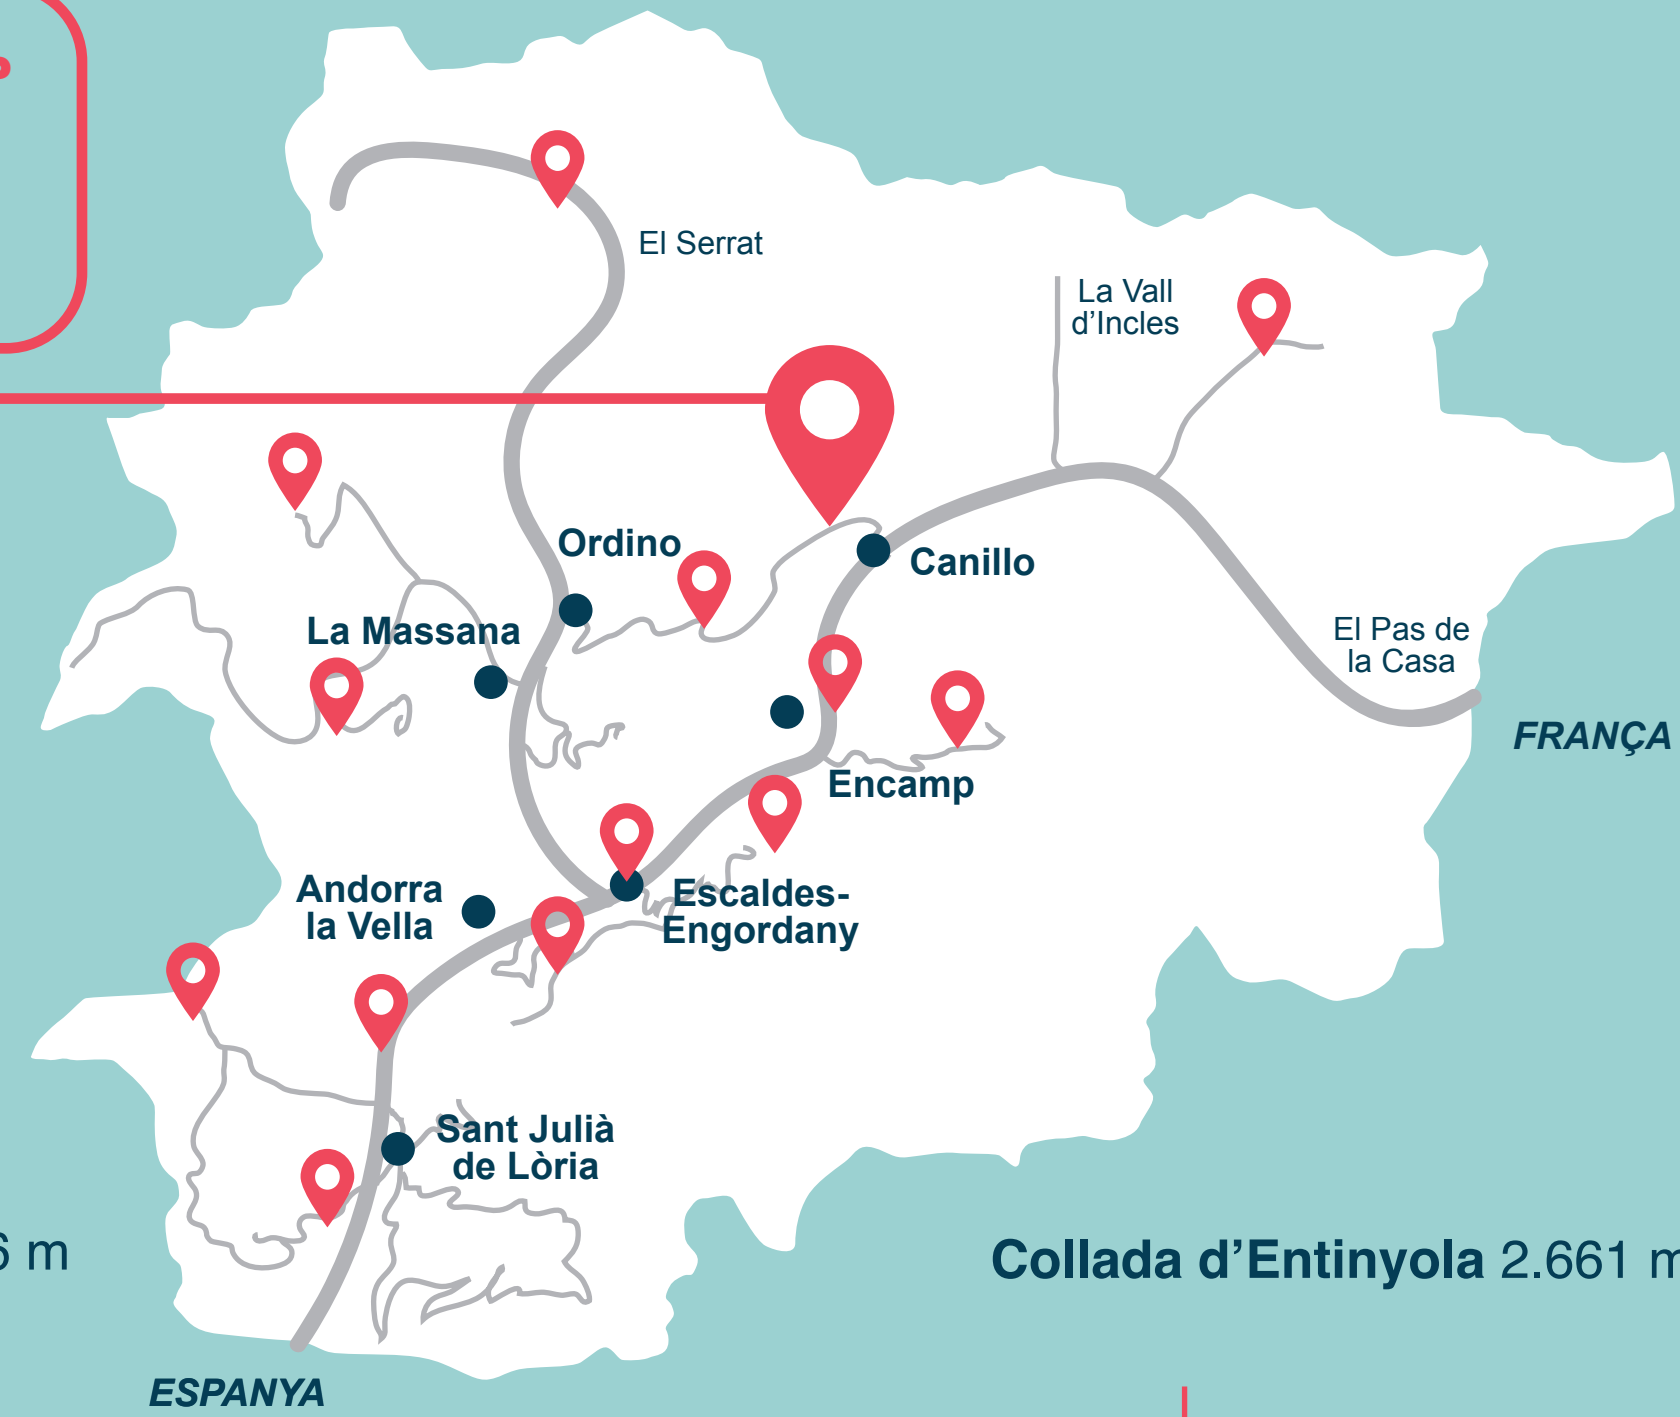 El Serrat
La Vall
d'Incles
Ordino
Canillo
La Massana
El Pas de
la Casa
FRANÇA
Encamp
Andorra
la Vella
Escaldes-
Engordany
Sant Julià
de Lòria
6 m
Collada d'Entinyola 2.661 m
ESPANYA